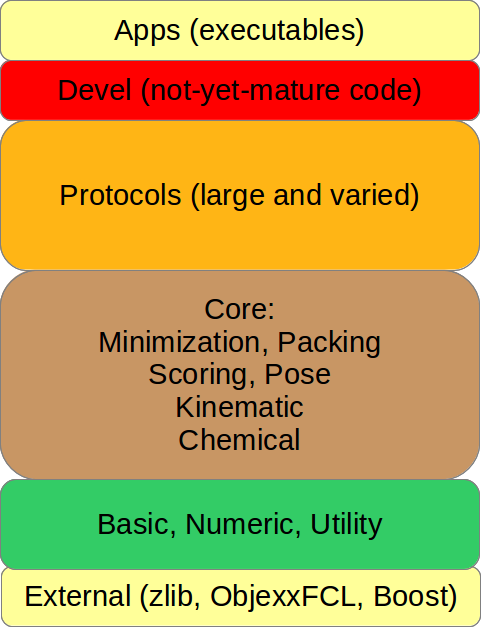 Apps (executables)
Devel (not-yet-mature code)
Protocols (large and varied)
Core:
Minimization, Packing
Scoring, Pose
Kinematic
Chemical
Basic, Numeric, Utility
External (zlib, ObjexxFCL, Boost)